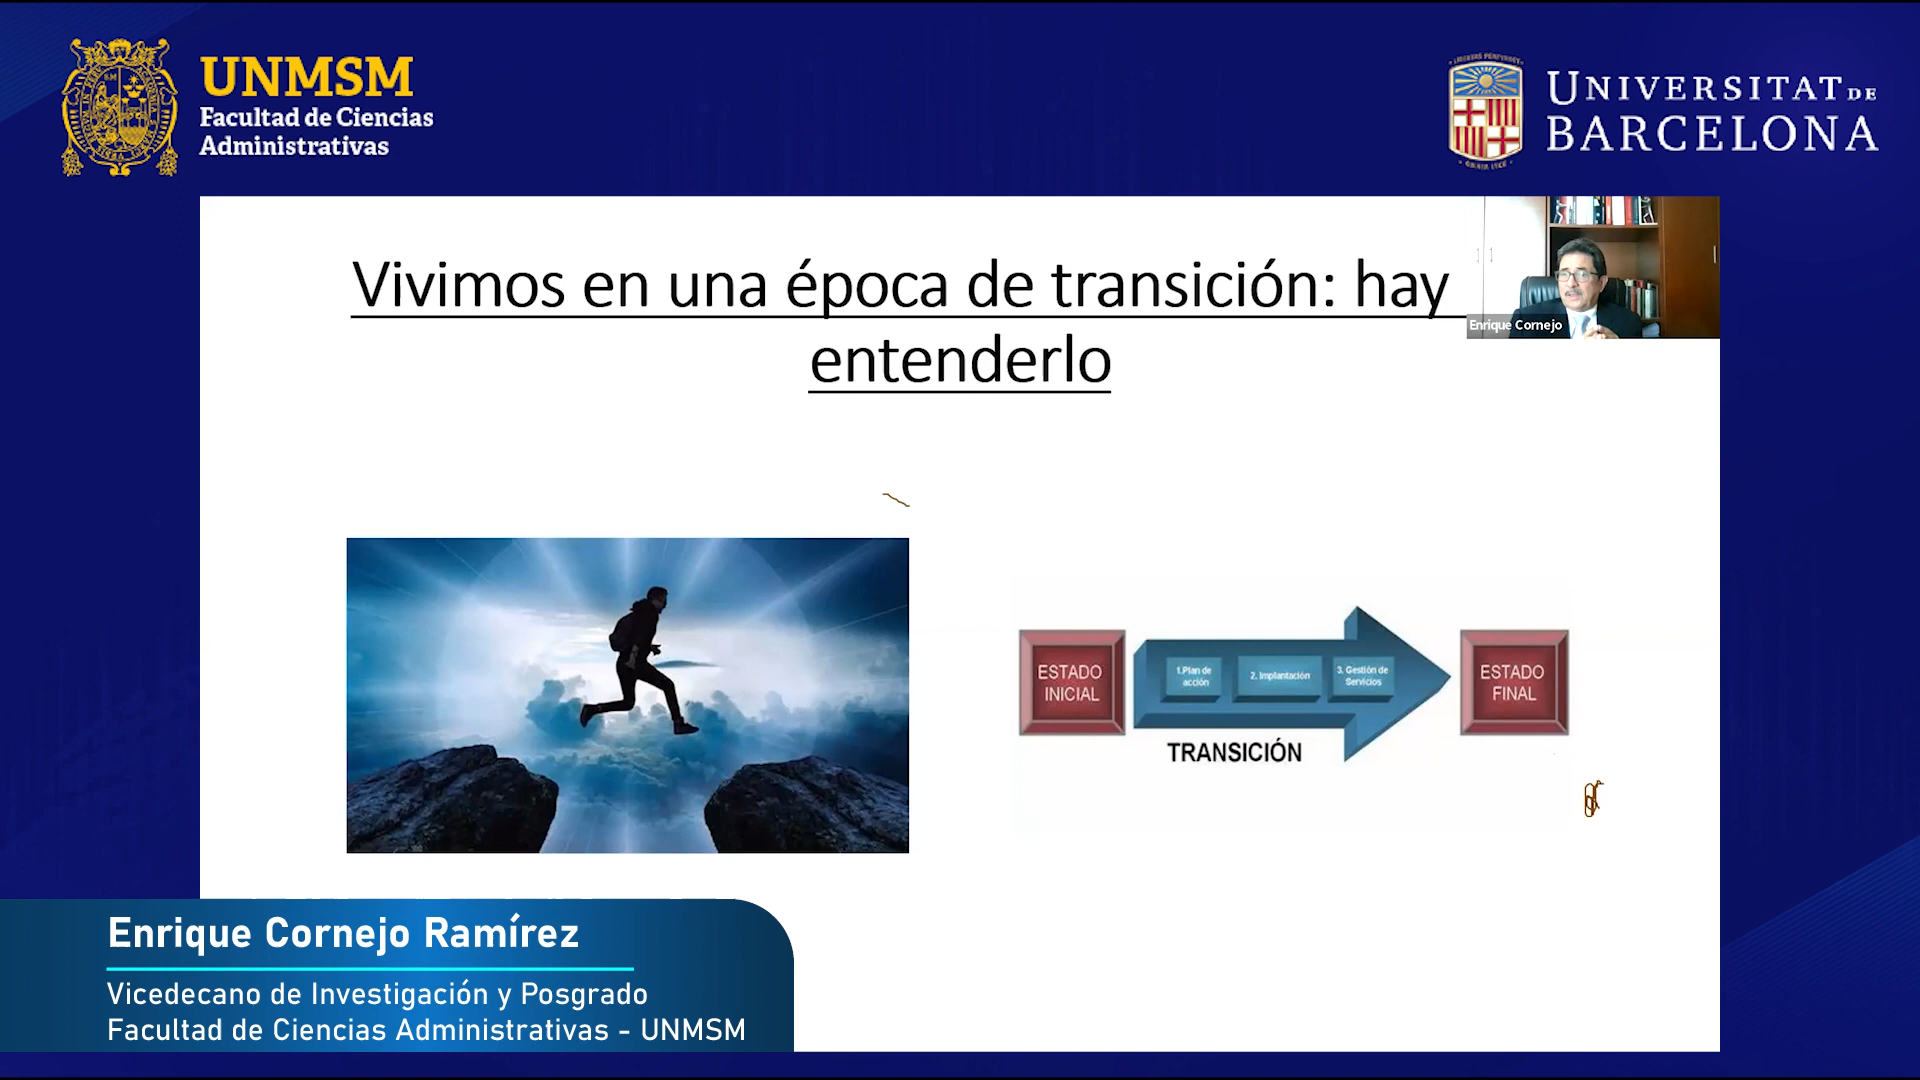 UNMSM
Facultad de Ciencias
Administrativas
UNIVERSITAT DE
BARCELONA
Vivimos en una época de transición: hay
entenderlo
Enrique Cornejo
ESTADO
INICIAL
1.Plan de
acción
2. Implantación
3. Gestión de
Servicios
ESTADO
FINAL
TRANSICIÓN
Enrique Cornejo Ramírez
Vicedecano de Investigación y Posgrado
Facultad de Ciencias Administrativas - UNMSM